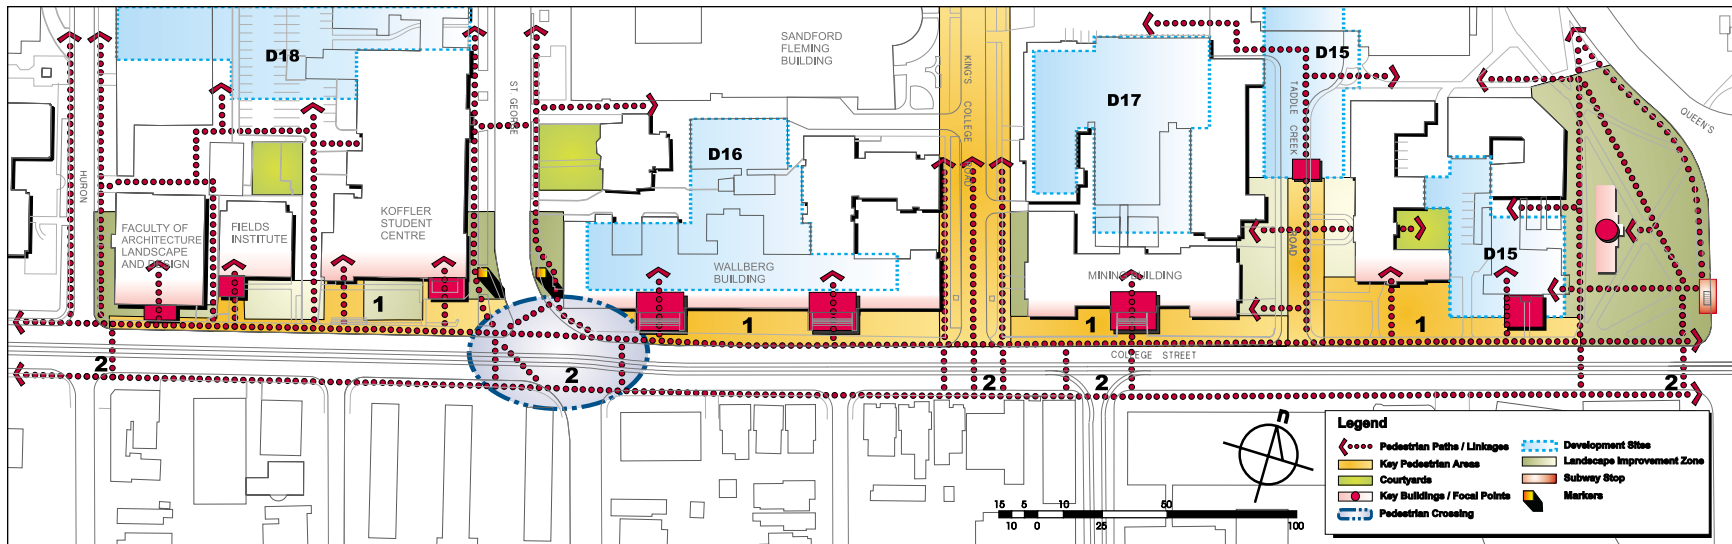 D18
SANDFORD
FLEMING
BUILDING
D15
D17
D16
ST. GEORGE
KING'S COLLEGE ROAD
TADDLE CREEK ROAD
QUEEN'S
HURON
FACULTY OF
ARCHITECTURE
LANDSCAPE
AND DESIGN
FIELDS
INSTITUTE
KOFFLER
STUDENT
CENTRE
WALLBERG
BUILDING
MINING BUILDING
D15
1
1
1
1
COLLEGE STREET
2
2
2
2
2
n
15 5 10 50
10 0 25 100
Legend
Pedestrian Paths / Linkages
Key Pedestrian Areas
Courtyards
Key Buildings / Focal Points
Pedestrian Crossing
Development Sites
Landscape Improvement Zone
Subway Stop
Markers